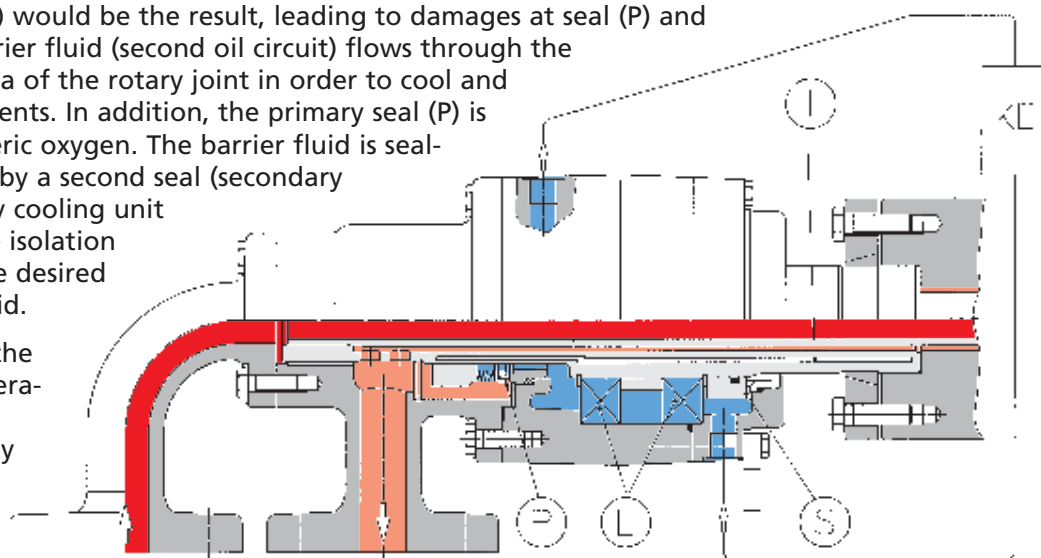 ) would be the result, leading to damages at seal (P) and
rier fluid (second oil circuit) flows through the
a of the rotary joint in order to cool and
ents. In addition, the primary seal (P) is
eric oxygen. The barrier fluid is seal-
by a second seal (secondary
y cooling unit
isolation
e desired
id.
the
era-
y
I
P
L
S